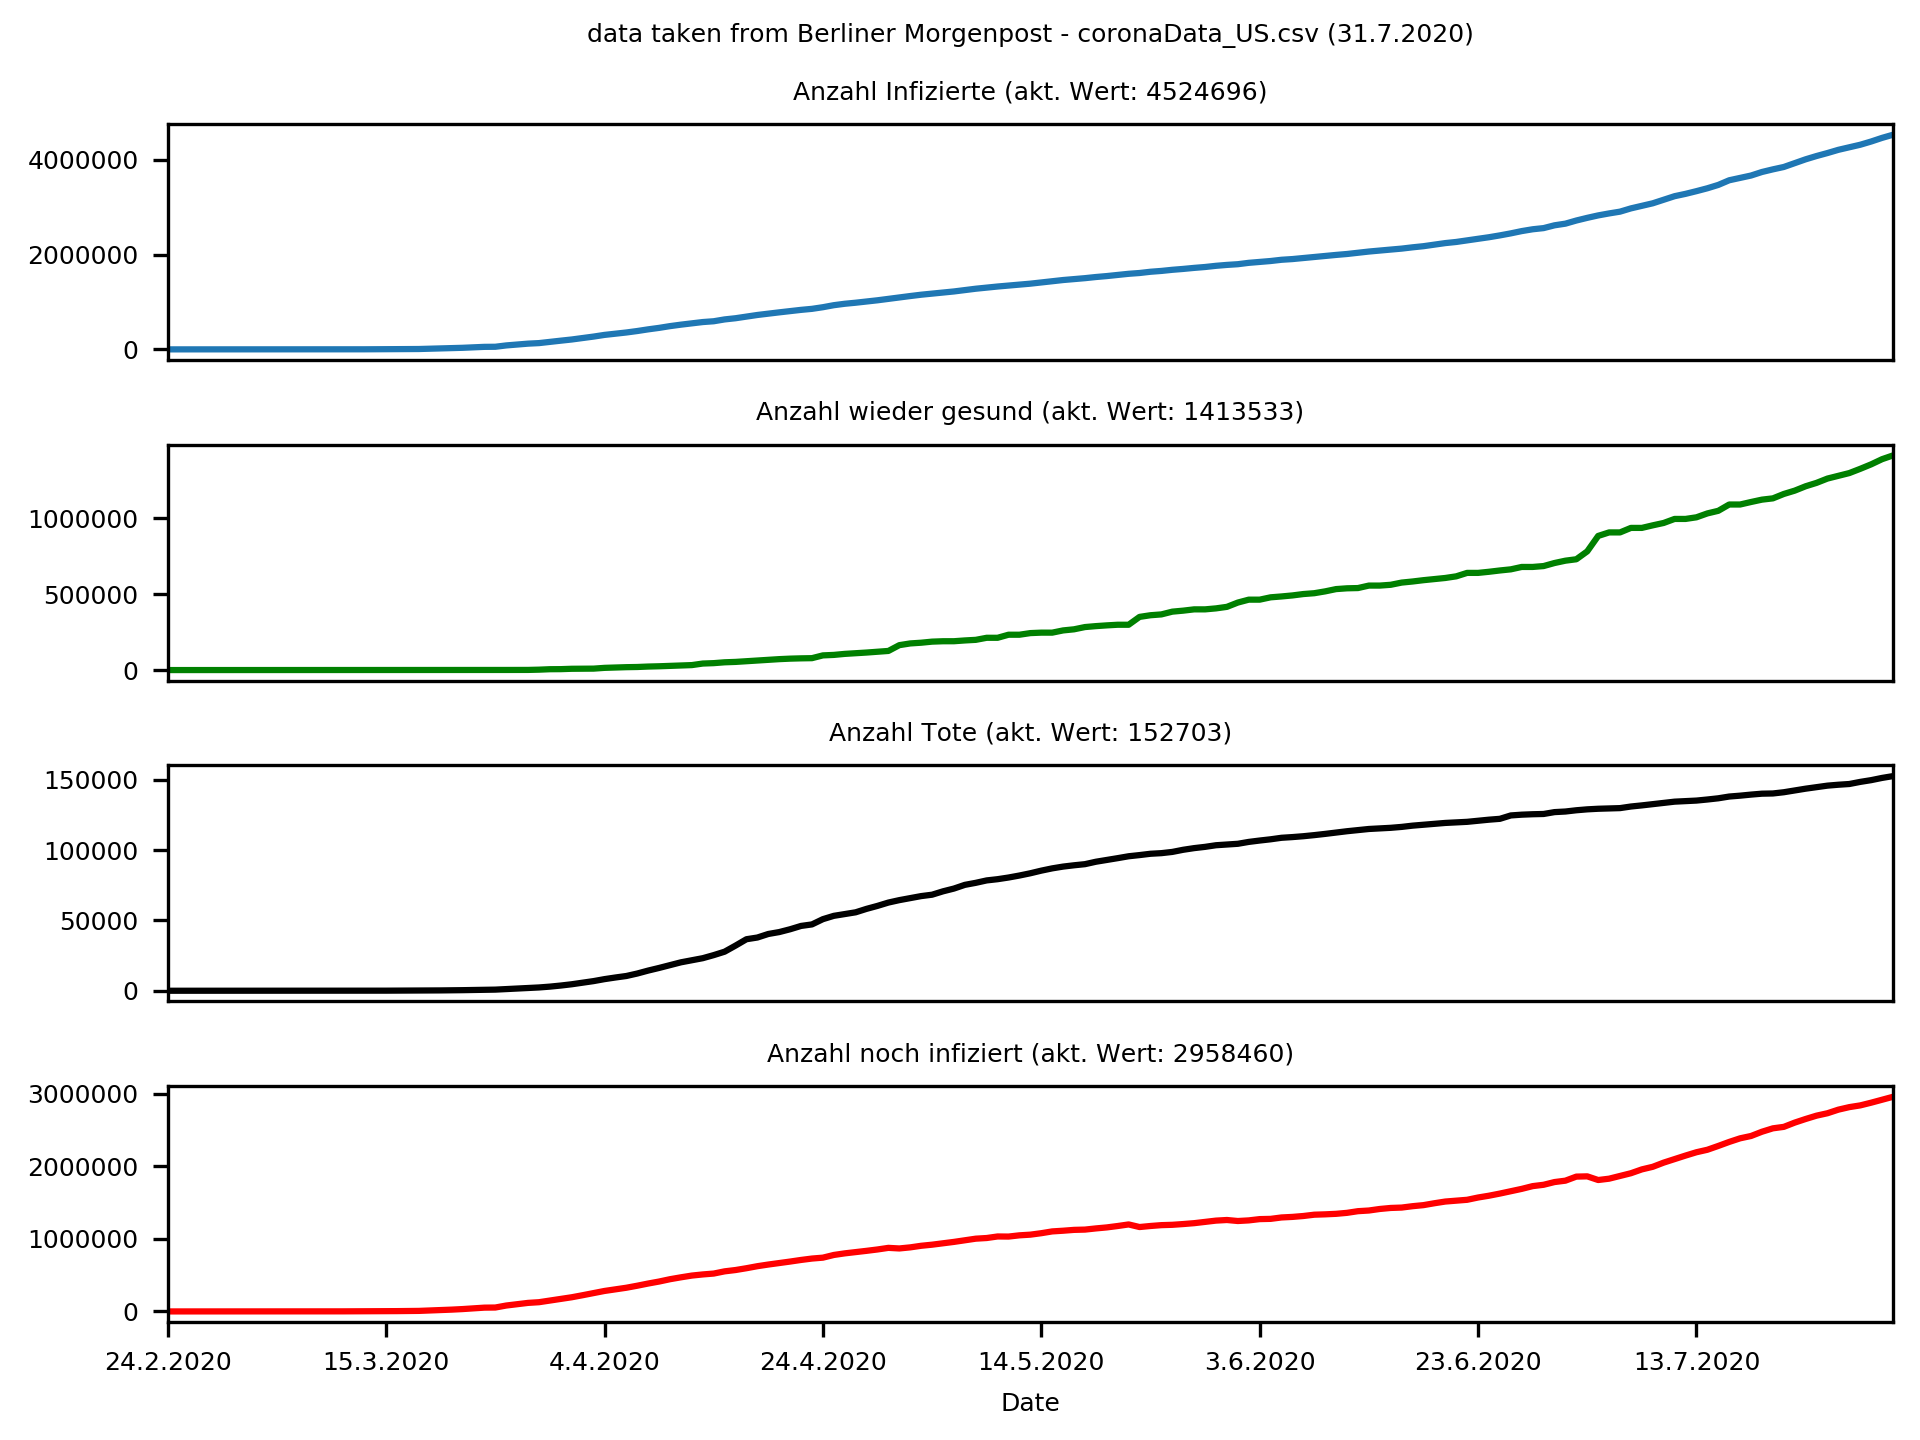 data taken from Berliner Morgenpost - coronaData_US.csv (31.7.2020)
Anzahl Infizierte (akt. Wert: 4524696)
4000000
2000000
0
Anzahl wieder gesund (akt. Wert: 1413533)
1000000
500000
0
Anzahl Tote (akt. Wert: 152703)
150000
100000
50000
0
Anzahl noch infiziert (akt. Wert: 2958460)
3000000
2000000
1000000
0
24.2.2020 15.3.2020 4.4.2020 24.4.2020 14.5.2020 3.6.2020 23.6.2020 13.7.2020
Date